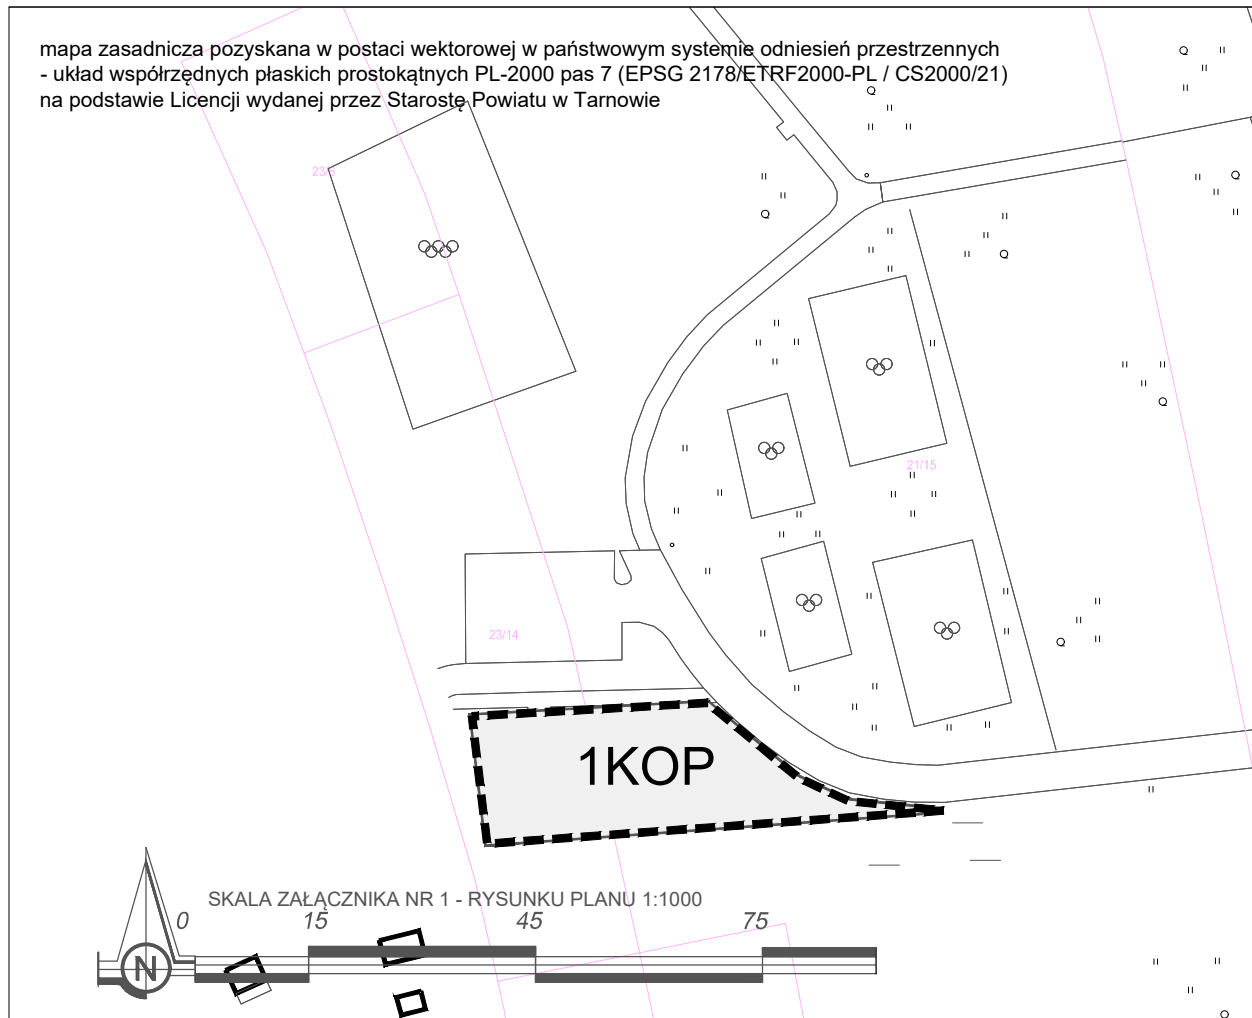 mapa zasadnicza pozyskana w postaci wektorowej w państwowym systemie odniesień przestrzennych
- układ współrzędnych płaskich prostokątnych PL-2000 pas 7 (EPSG 2178/ETRF2000-PL / CS2000/21)
na podstawie Licencji wydanej przez Starostę Powiatu w Tarnowie
21/15
23/14
1KOP
SKALA ZAŁĄCZNIKA NR 1 - RYSUNKU PLANU 1:1000
0 15 45 75
N